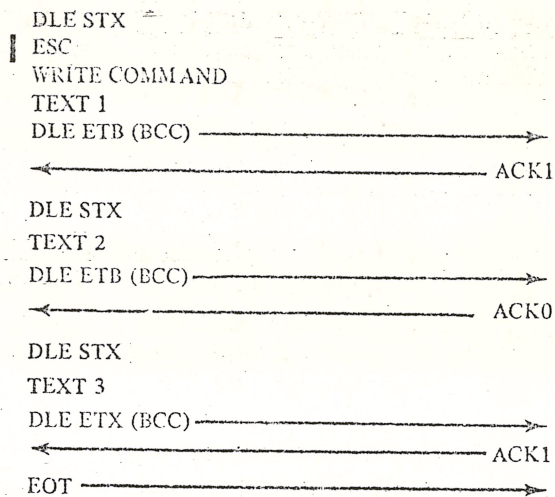 DLE STX
ESC
WRITE COMMAND
TEXT 1
DLE ETB (BCC)
ACK1
DLE STX
TEXT 2
DLE ETB (BCC)
ACK0
DLE STX
TEXT 3
DLE ETX (BCC)
ACK1
EOT